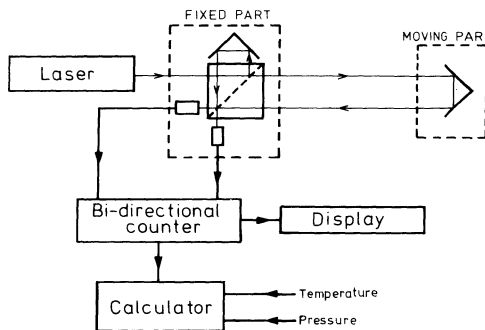 FIXED PART
MOVING PAR
Laser
Bi-directional
counter
Display
Calculator
Temperature
Pressure